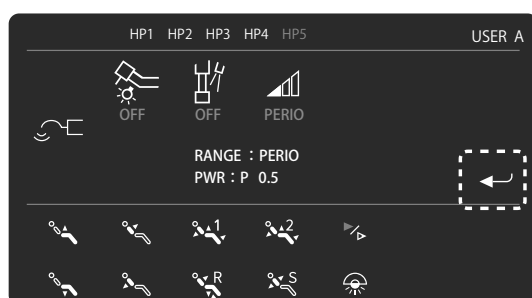 HP1 HP2 HP3 HP4 HP5 USER A
OFF OFF PERIO
RANGE : PERIO
PWR : P 0.5
1 2
R S